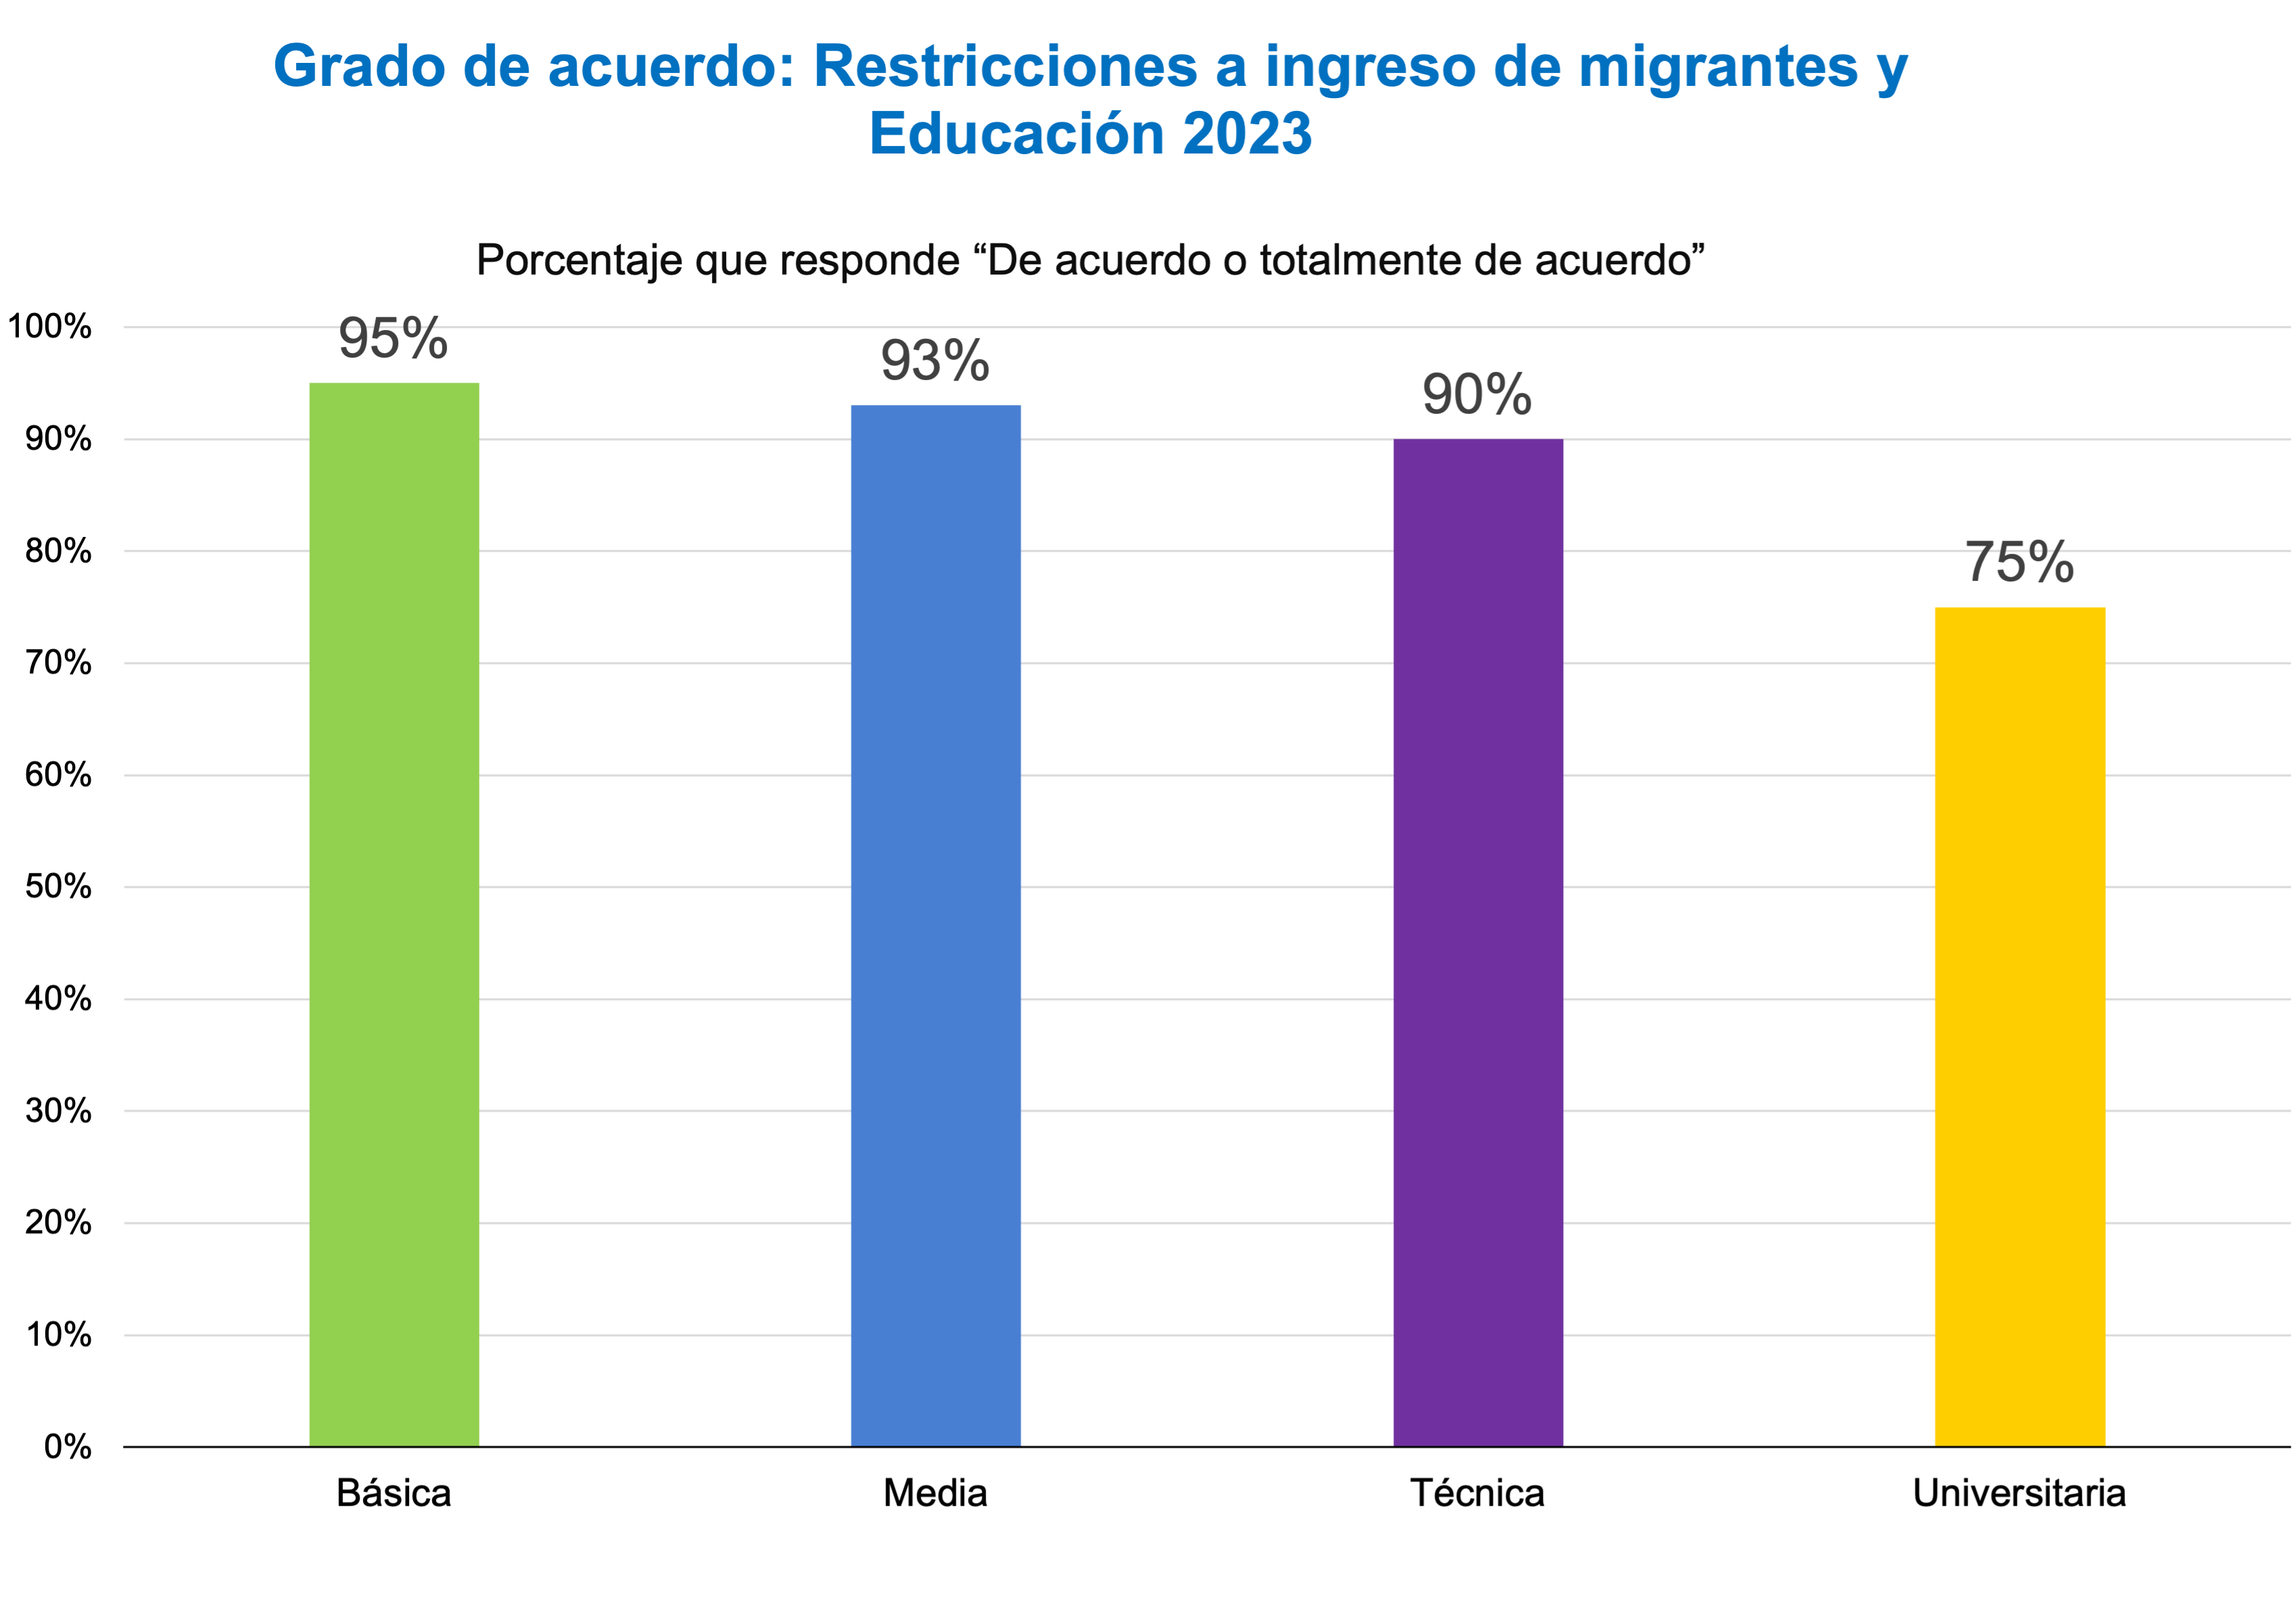 Grado de acuerdo: Restricciones a ingreso de migrantes y
Educación 2023
Porcentaje que responde “De acuerdo o totalmente de acuerdo”
100%
90%
80%
70%
60%
50%
40%
30%
20%
10%
0%
95%
93%
90%
75%
Básica
Media
Técnica
Universitaria